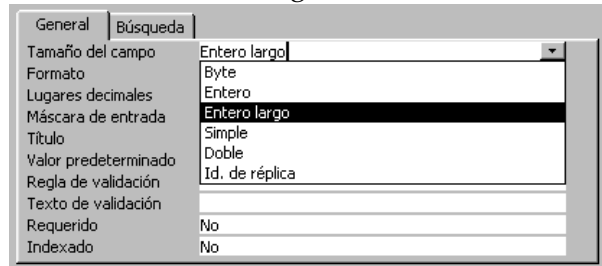 General Búsqueda
Tamaño del campo Entero largo
Formato Byte
Lugares decimales Entero
Máscara de entrada Entero largo
Título Simple
Valor predeterminado Doble
Regla de validación Id. de réplica
Texto de validación
Requerido No
Indexado No